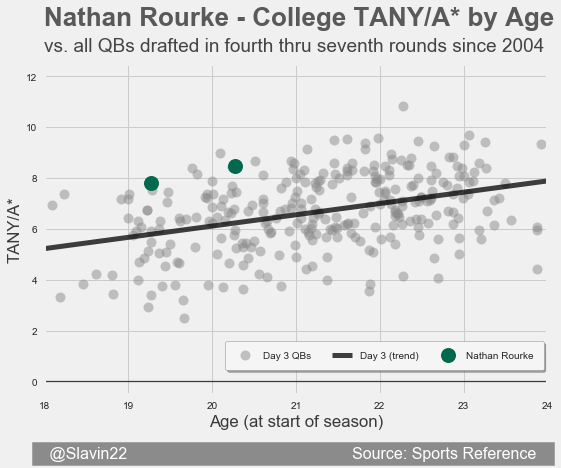 Nathan Rourke - College TANY/A* by Age
vs. all QBs drafted in fourth thru seventh rounds since 2004
TANY/A*
12
10
8
6
4
2
0
Day 3 QBs
Day 3 (trend)
Nathan Rourke
18
19
20
21
22
23
24
Age (at start of season)
@Slavin22
Source: Sports Reference